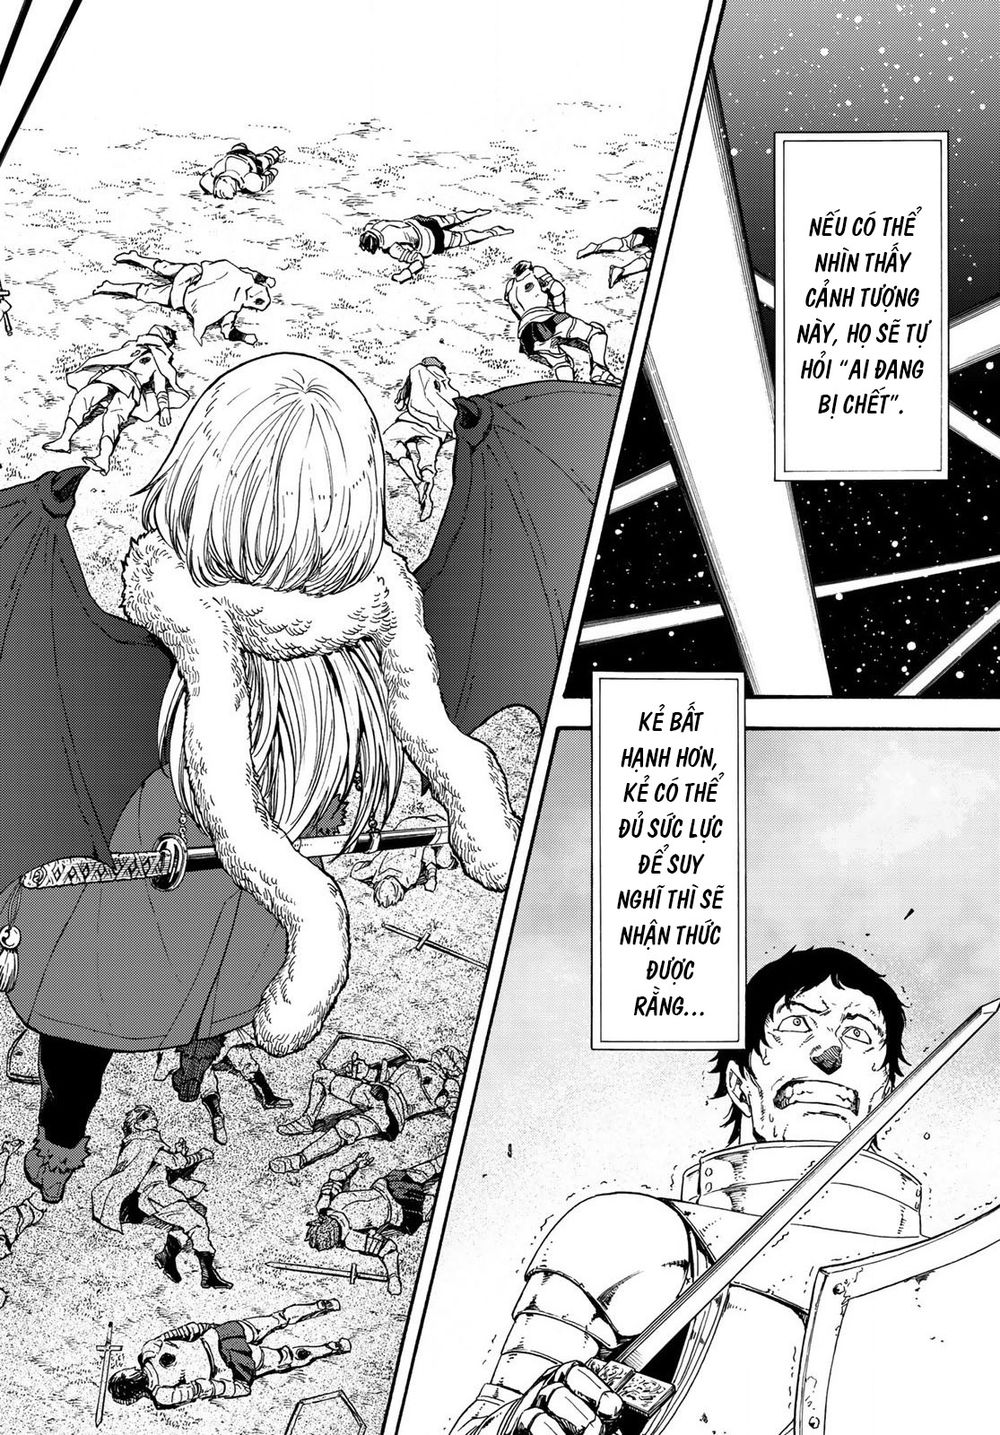 NẾU CÓ THỂ
NHÌN THẤY
CẢNH TƯỢNG
NÀY, HỌ SẼ TỰ
HỎI “AI ĐANG
BỊ CHẾT”.
KẺ BẤT
HẠNH HƠN,
KẺ CÓ THỂ
ĐỦ SỨC LỰC
ĐỂ SUY
NGHĨ THÌ SẼ
NHẬN THỨC
ĐƯỢC
RẰNG...